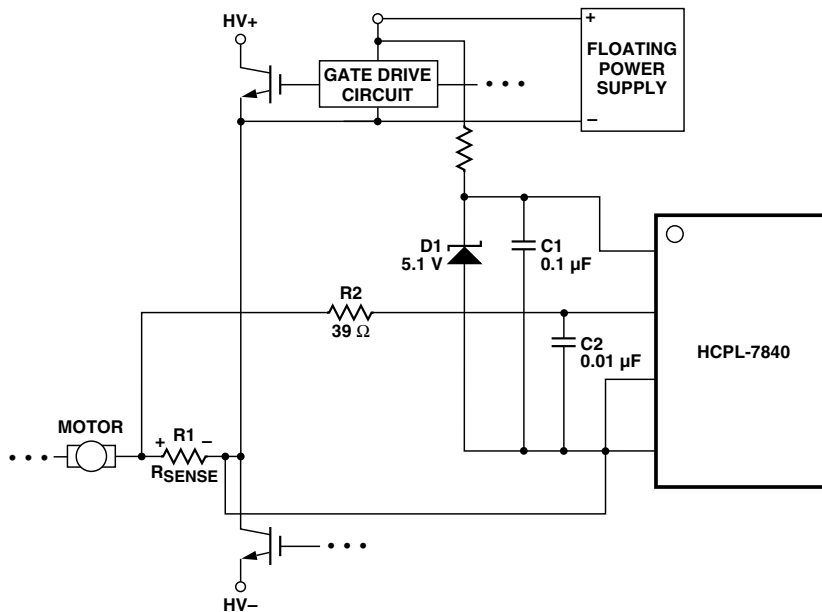 HV+
+
FLOATING
POWER
SUPPLY
–
GATE DRIVE
CIRCUIT
• • •
D1
5.1 V
C1
0.1 µF
R2
39 Ω
C2
0.01 µF
HCPL-7840
MOTOR
• • •
+
R1
–
RSENSE
• • •
HV–